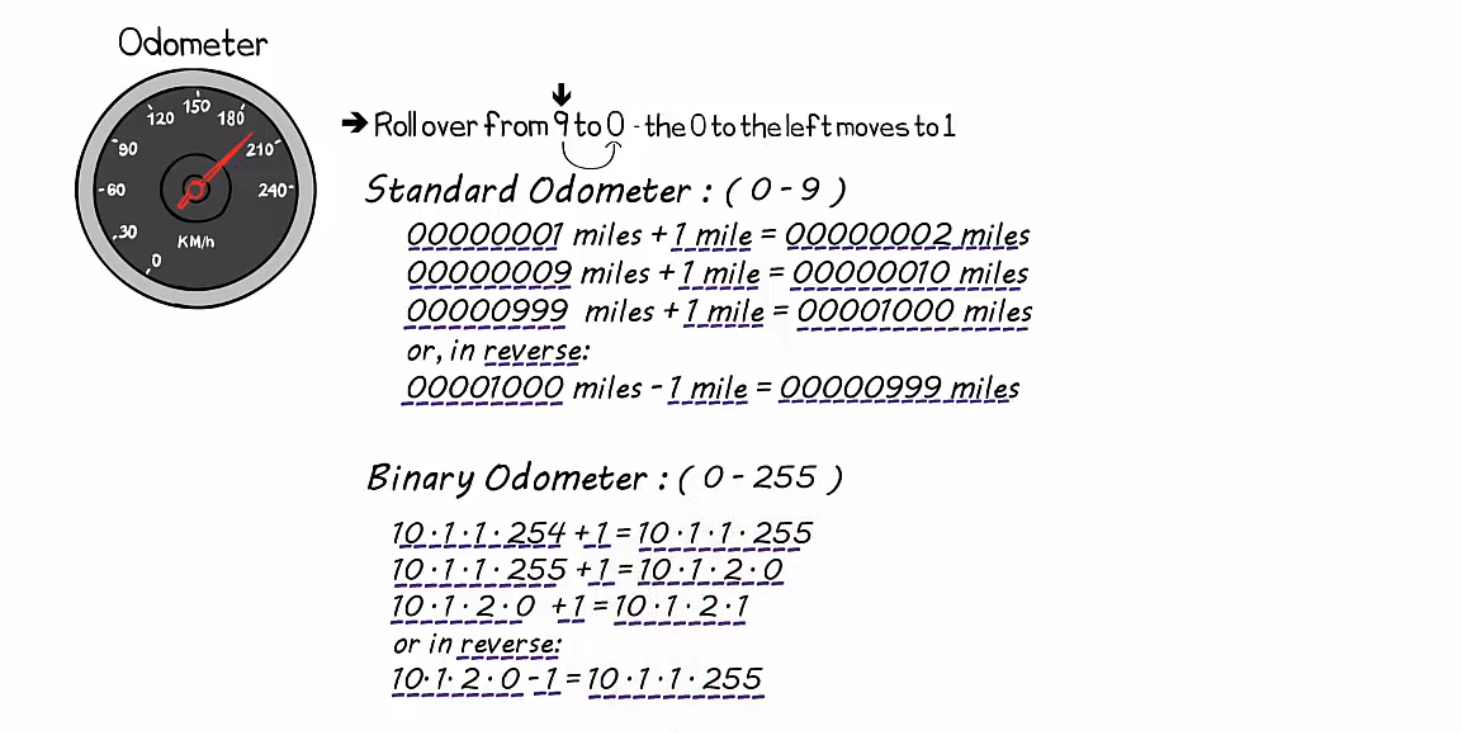 Odometer
150
120
180
90
210
60
240
30
KM/h
0
→ Roll over from 9 to 0 - the 0 to the left moves to 1
Standard Odometer : ( 0 - 9 )
00000001 miles + 1 mile = 00000002 miles
00000009 miles + 1 mile = 00000010 miles
00000999 miles + 1 mile = 00001000 miles
or, in reverse:
00001000 miles - 1 mile = 00000999 miles
Binary Odometer : ( 0 - 255 )
10·1·1·254 + 1 = 10·1·1·255
10·1·1·255 + 1 = 10·1·2·0
10·1·2·0 + 1 = 10·1·2·1
or in reverse:
10·1·2·0 - 1 = 10·1·1·255